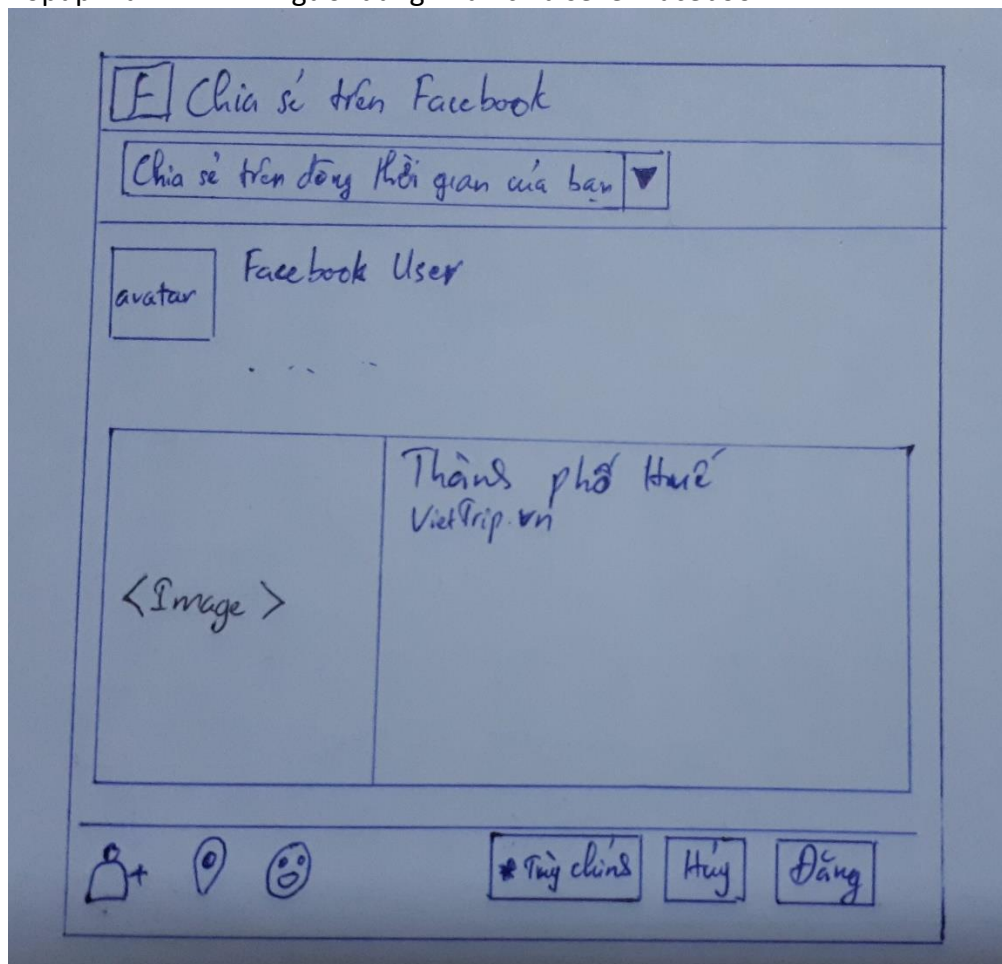 F Chia sẻ trên Facebook
Chia sẻ trên dòng thời gian của bạn
avatar
Facebook User
. . . .
<Image>
Thành phố Huế
VietTrip.vn
* Tùy chỉnh
Hủy
Đăng